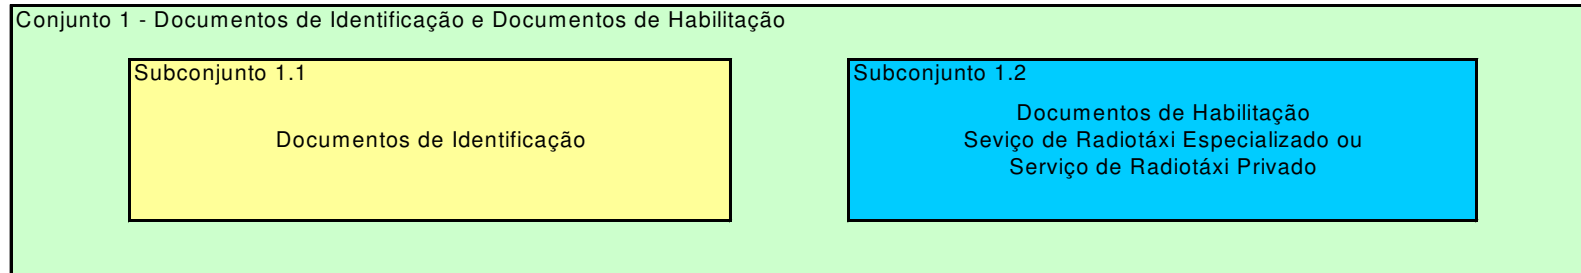 Conjunto 1 - Documentos de Identificação e Documentos de Habilitação
Subconjunto 1.1
Documentos de Identificação
Subconjunto 1.2
Documentos de Habilitação
Seviço de Radiotáxi Especializado ou
Serviço de Radiotáxi Privado